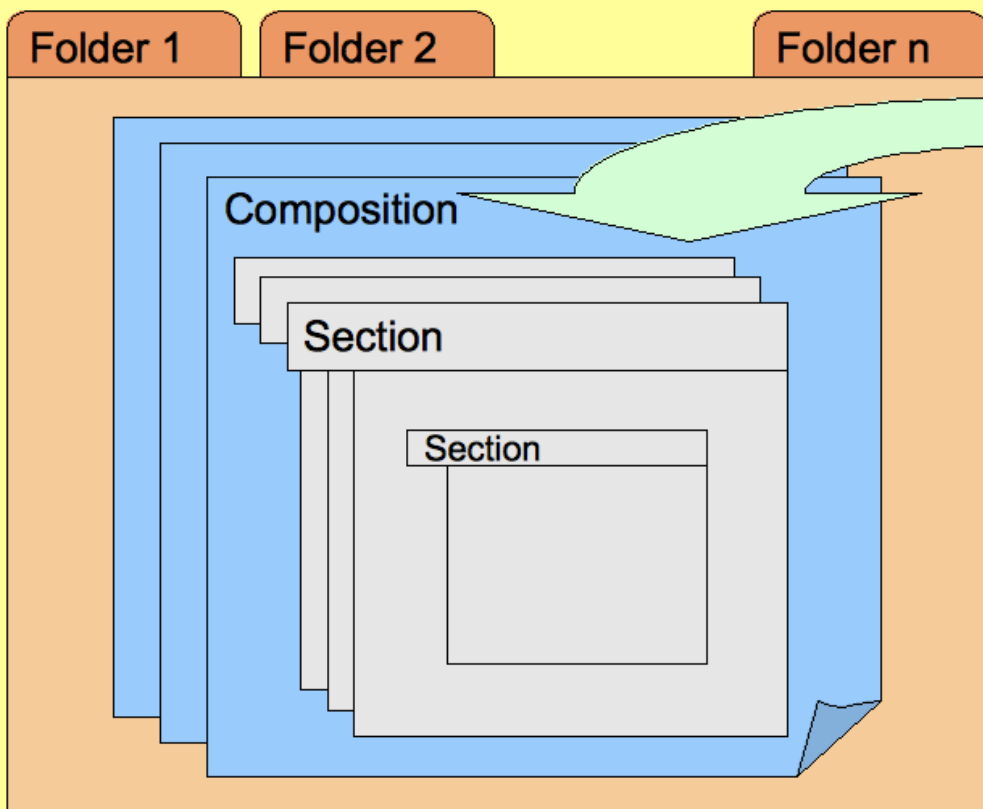 Folder 1
Folder 2
Folder n
Composition
Section
Section